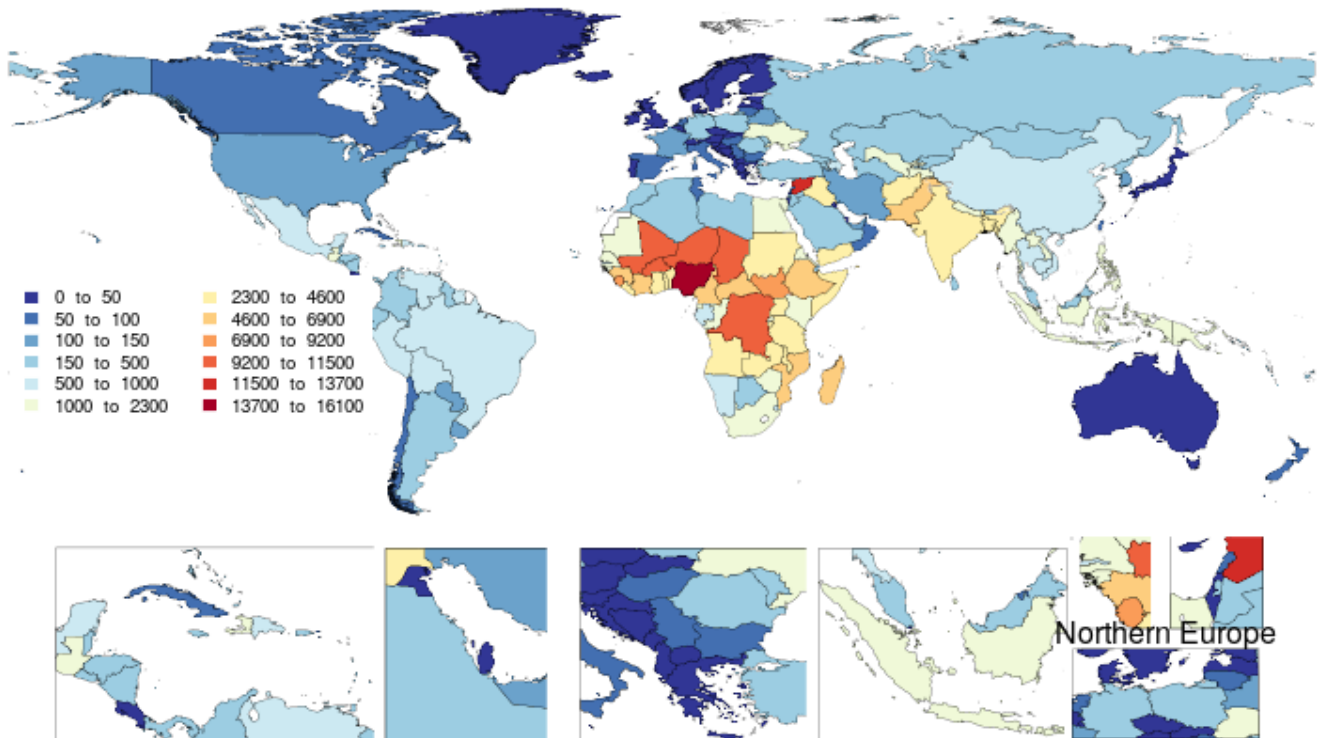 0 to 50
50 to 100
100 to 150
150 to 500
500 to 1000
1000 to 2300
2300 to 4600
4600 to 6900
6900 to 9200
9200 to 11500
11500 to 13700
13700 to 16100
Northern Europe